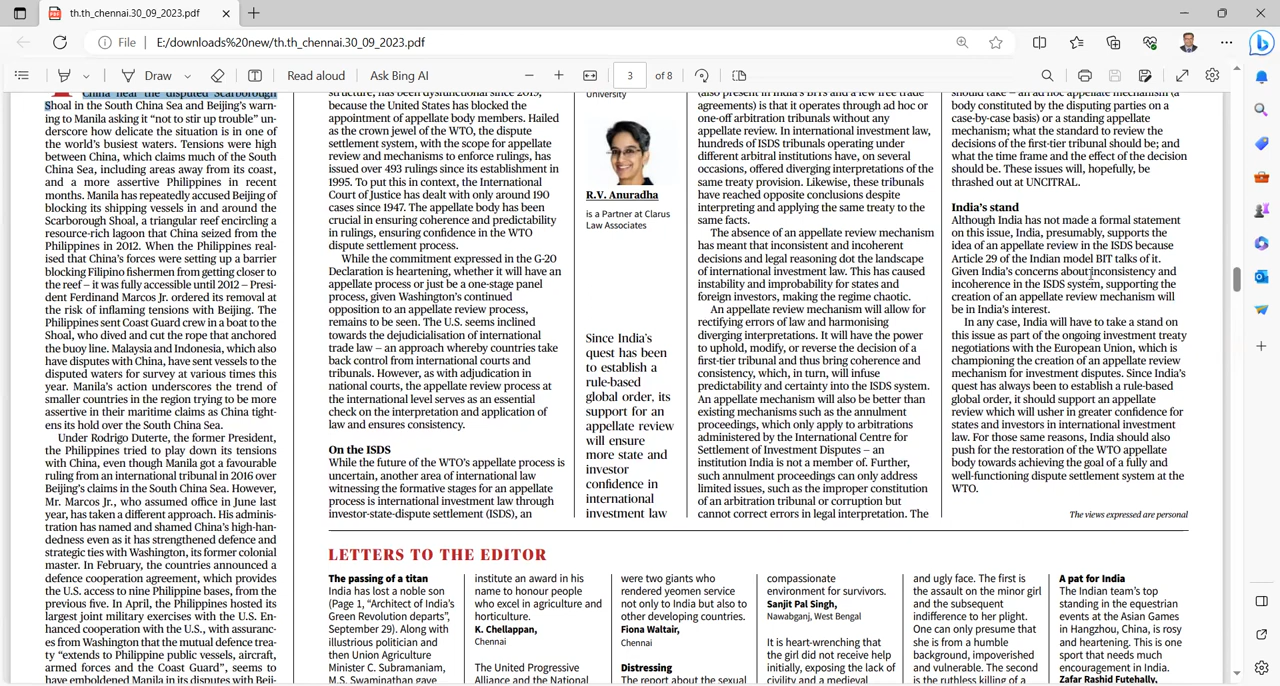 th.th_chennai.30_09_2023.pdf
File
E:/downloads%20new/th.th_chennai.30_09_2023.pdf
Draw
Read aloud
Ask Bing AI
3
of 8
China near the disputed Scarborough
Shoal in the South China Sea and Beijing's warn-
ing to Manila asking it "not to stir up trouble" un-
derscore how delicate the situation is in one of
the world's busiest waters. Tensions were high
between China, which claims much of the South
China Sea, including areas away from its coast,
and a more assertive Philippines in recent
months. Manila has repeatedly accused Beijing of
blocking its shipping vessels in and around the
Scarborough Shoal, a triangular reef encircling a
resource-rich lagoon that China seized from the
Philippines in 2012. When the Philippines real-
ised that China's forces were setting up a barrier
blocking Filipino fishermen from getting closer to
the reef – it was fully accessible until 2012 – Presi-
dent Ferdinand Marcos Jr. ordered its removal at
the risk of inflaming tensions with Beijing. The
Philippines sent Coast Guard crew in a boat to the
Shoal, who dived and cut the rope that anchored
the buoy line. Malaysia and Indonesia, which also
have disputes with China, have sent vessels to the
disputed waters for survey at various times this
year. Manila's action underscores the trend of
smaller countries in the region trying to be more
assertive in their maritime claims as China tight-
ens its hold over the South China Sea.
Under Rodrigo Duterte, the former President,
the Philippines tried to play down its tensions
with China, even though Manila got a favourable
ruling from an international tribunal in 2016 over
Beijing's claims in the South China Sea. However,
Mr. Marcos Jr., who assumed office in June last
year, has taken a different approach. His adminis-
tration has named and shamed China's high-han-
dedness even as it has strengthened defence and
strategic ties with Washington, its former colonial
master. In February, the countries announced a
defence cooperation agreement, which provides
the U.S. access to nine Philippine bases, from the
previous five. In April, the Philippines hosted its
largest joint military exercises with the U.S. En-
hanced cooperation with the U.S., with assuranc-
es from Washington that the mutual defence trea-
ty "extends to Philippine public vessels, aircraft,
armed forces and the Coast Guard", seems to
have emboldened Manila in its disputes with Beij-
structure, has been dysfunctional since 2019,
because the United States has blocked the
appointment of appellate body members. Hailed
as the crown jewel of the WTO, the dispute
settlement system, with the scope for appellate
review and mechanisms to enforce rulings, has
issued over 493 rulings since its establishment in
1995. To put this in context, the International
Court of Justice has dealt with only around 190
cases since 1947. The appellate body has been
crucial in ensuring coherence and predictability
in rulings, ensuring confidence in the WTO
dispute settlement process.
While the commitment expressed in the G-20
Declaration is heartening, whether it will have an
appellate process or just be a one-stage panel
process, given Washington's continued
opposition to an appellate review process,
remains to be seen. The U.S. seems inclined
towards the dejudicialisation of international
trade law – an approach whereby countries take
back control from international courts and
tribunals. However, as with adjudication in
national courts, the appellate review process at
the international level serves as an essential
check on the interpretation and application of
law and ensures consistency.
On the ISDS
While the future of the WTO's appellate process is
uncertain, another area of international law
witnessing the formative stages for an appellate
process is international investment law through
investor-state-dispute settlement (ISDS), an
University
R.V. Anuradha
is a Partner at Clarus
Law Associates
Since India's
quest has been
to establish a
rule-based
global order, its
support for an
appellate review
will ensure
more state and
investor
confidence in
international
investment law
(also present in India's BITs and a few free trade
agreements) is that it operates through ad hoc or
one-off arbitration tribunals without any
appellate review. In international investment law,
hundreds of ISDS tribunals operating under
different arbitral institutions have, on several
occasions, offered diverging interpretations of the
same treaty provision. Likewise, these tribunals
have reached opposite conclusions despite
interpreting and applying the same treaty to the
same facts.
The absence of an appellate review mechanism
has meant that inconsistent and incoherent
decisions and legal reasoning dot the landscape
of international investment law. This has caused
instability and improbability for states and
foreign investors, making the regime chaotic.
An appellate review mechanism will allow for
rectifying errors of law and harmonising
diverging interpretations. It will have the power
to uphold, modify, or reverse the decision of a
first-tier tribunal and thus bring coherence and
consistency, which, in turn, will infuse
predictability and certainty into the ISDS system.
An appellate mechanism will also be better than
existing mechanisms such as the annulment
proceedings, which only apply to arbitrations
administered by the International Centre for
Settlement of Investment Disputes – an
institution India is not a member of. Further,
such annulment proceedings can only address
limited issues, such as the improper constitution
of an arbitration tribunal or corruption but
cannot correct errors in legal interpretation. The
should take – an ad hoc appellate mechanism (a
body constituted by the disputing parties on a
case-by-case basis) or a standing appellate
mechanism; what the standard to review the
decisions of the first-tier tribunal should be; and
what the time frame and the effect of the decision
should be. These issues will, hopefully, be
thrashed out at UNCITRAL.
India's stand
Although India has not made a formal statement
on this issue, India, presumably, supports the
idea of an appellate review in the ISDS because
Article 29 of the Indian model BIT talks of it.
Given India's concerns about inconsistency and
incoherence in the ISDS system, supporting the
creation of an appellate review mechanism will
be in India's interest.
In any case, India will have to take a stand on
this issue as part of the ongoing investment treaty
negotiations with the European Union, which is
championing the creation of an appellate review
mechanism for investment disputes. Since India's
quest has always been to establish a rule-based
global order, it should support an appellate
review which will usher in greater confidence for
states and investors in international investment
law. For those same reasons, India should also
push for the restoration of the WTO appellate
body towards achieving the goal of a fully and
well-functioning dispute settlement system at the
WTO.
The views expressed are personal
LETTERS TO THE EDITOR
The passing of a titan
India has lost a noble son
(Page 1, "Architect of India's
Green Revolution departs",
September 29). Along with
illustrious politician and
then Union Agriculture
Minister C. Subramaniam,
M.S. Swaminathan gave
institute an award in his
name to honour people
who excel in agriculture and
horticulture.
K. Chellappan,
Chennai
The United Progressive
Alliance and the National
were two giants who
rendered yeomen service
not only to India but also to
other developing countries.
Fiona Waltair,
Chennai
Distressing
The report about the sexual
compassionate
environment for survivors.
Sanjit Pal Singh,
Nawabganj, West Bengal
It is heart-wrenching that
the girl did not receive help
initially, exposing the lack of
civility and a medieval
and ugly face. The first is
the assault on the minor girl
and the subsequent
indifference to her plight.
One can only presume that
she is from a humble
background, impoverished
and vulnerable. The second
is the ruthless killing of a
A pat for India
The Indian team's top
standing in the equestrian
events at the Asian Games
in Hangzhou, China, is rosy
and heartening. This is one
sport that needs much
encouragement in India.
Zafar Rashid Futehally,